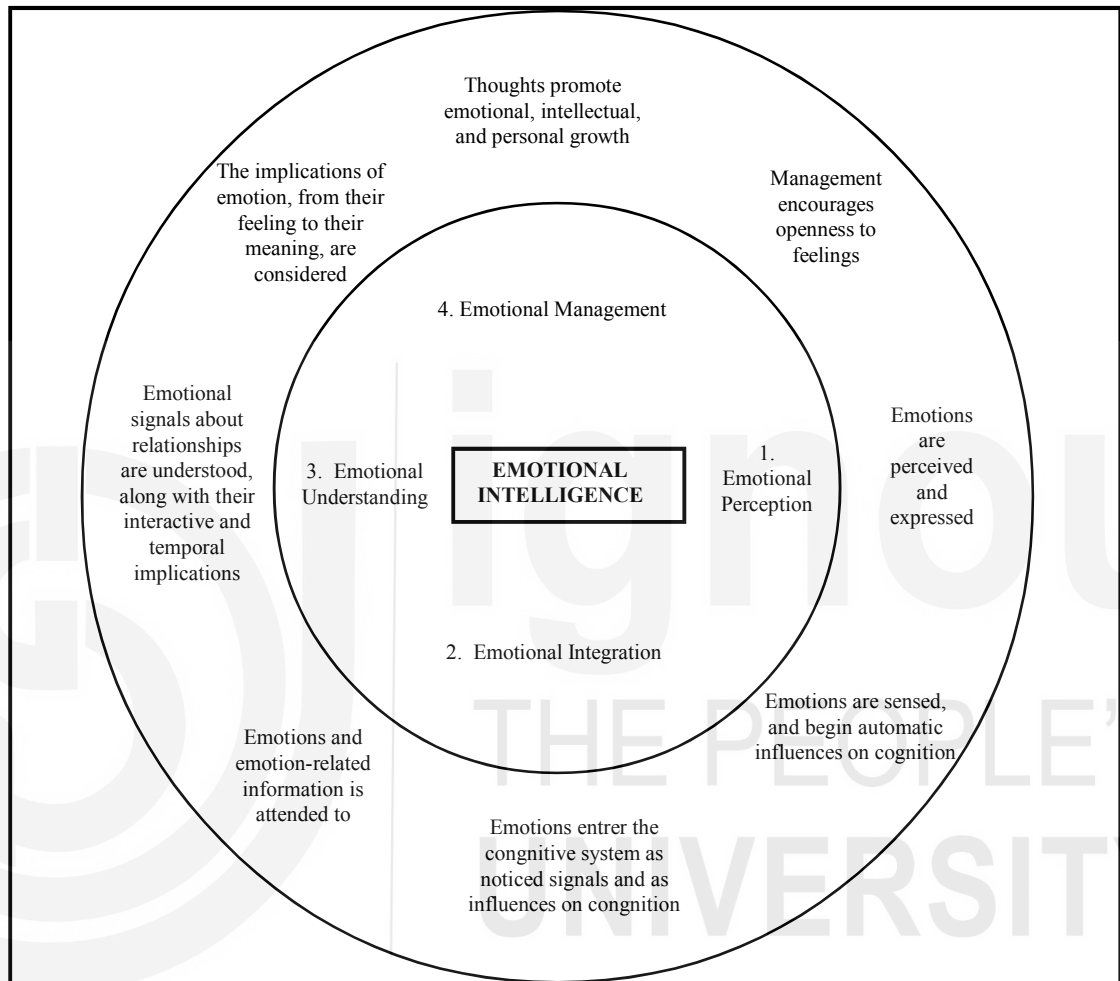 Thoughts promote
emotional, intellectual,
and personal growth
The implications of
emotion, from their
feeling to their
meaning, are
considered
Management
encourages
openness to
feelings
4. Emotional Management
Emotional
signals about
relationships
are understood,
along with their
interactive and
temporal
implications
3. Emotional
Understanding
EMOTIONAL
INTELLIGENCE
1.
Emotional
Perception
Emotions
are
perceived
and
expressed
2. Emotional Integration
Emotions are sensed,
and begin automatic
influences on cognition
Emotions and
emotion-related
information is
attended to
Emotions entrer the
congnitive system as
noticed signals and as
influences on congnition
ignou
THE PEOPLE'
UNIVERSIT